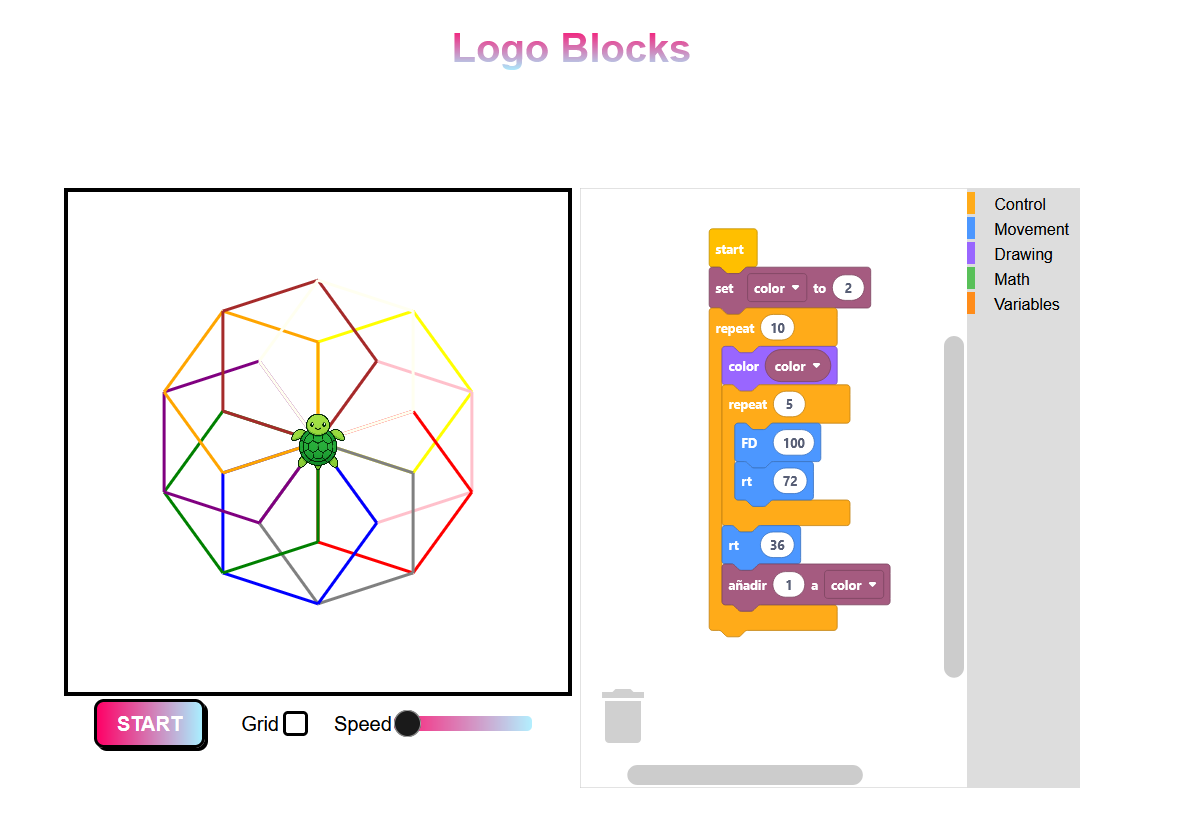 Logo Blocks
START
Grid
Speed
start
set color to 2
repeat 10
color color
repeat 5
FD 100
rt 72
rt 36
añadir 1 a color
Control
Movement
Drawing
Math
Variables